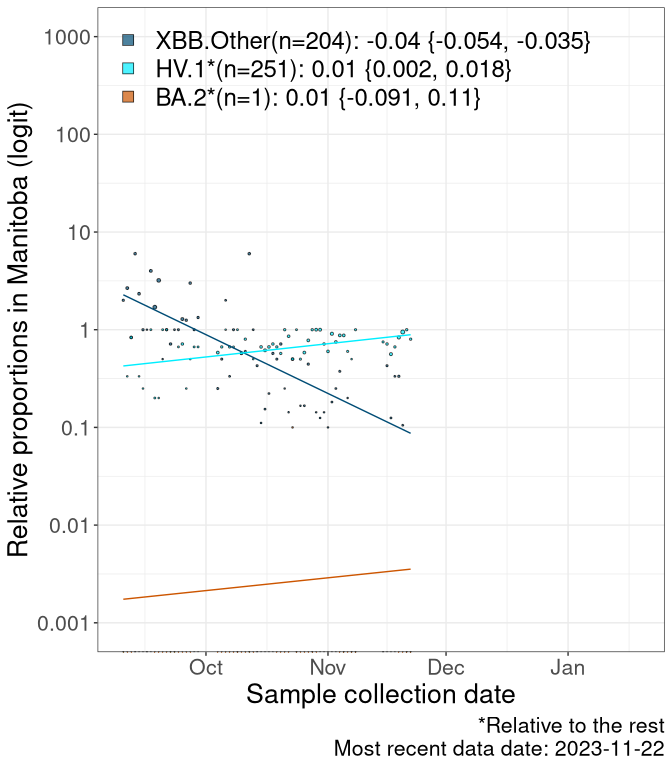 XBB.Other(n=204): -0.04 {-0.054, -0.035}
HV.1*(n=251): 0.01 {0.002, 0.018}
BA.2*(n=1): 0.01 {-0.091, 0.11}
Relative proportions in Manitoba (logit)
1000
100
10
1
0.1
0.01
0.001
Oct Nov Dec Jan
Sample collection date
*Relative to the rest
Most recent data date: 2023-11-22